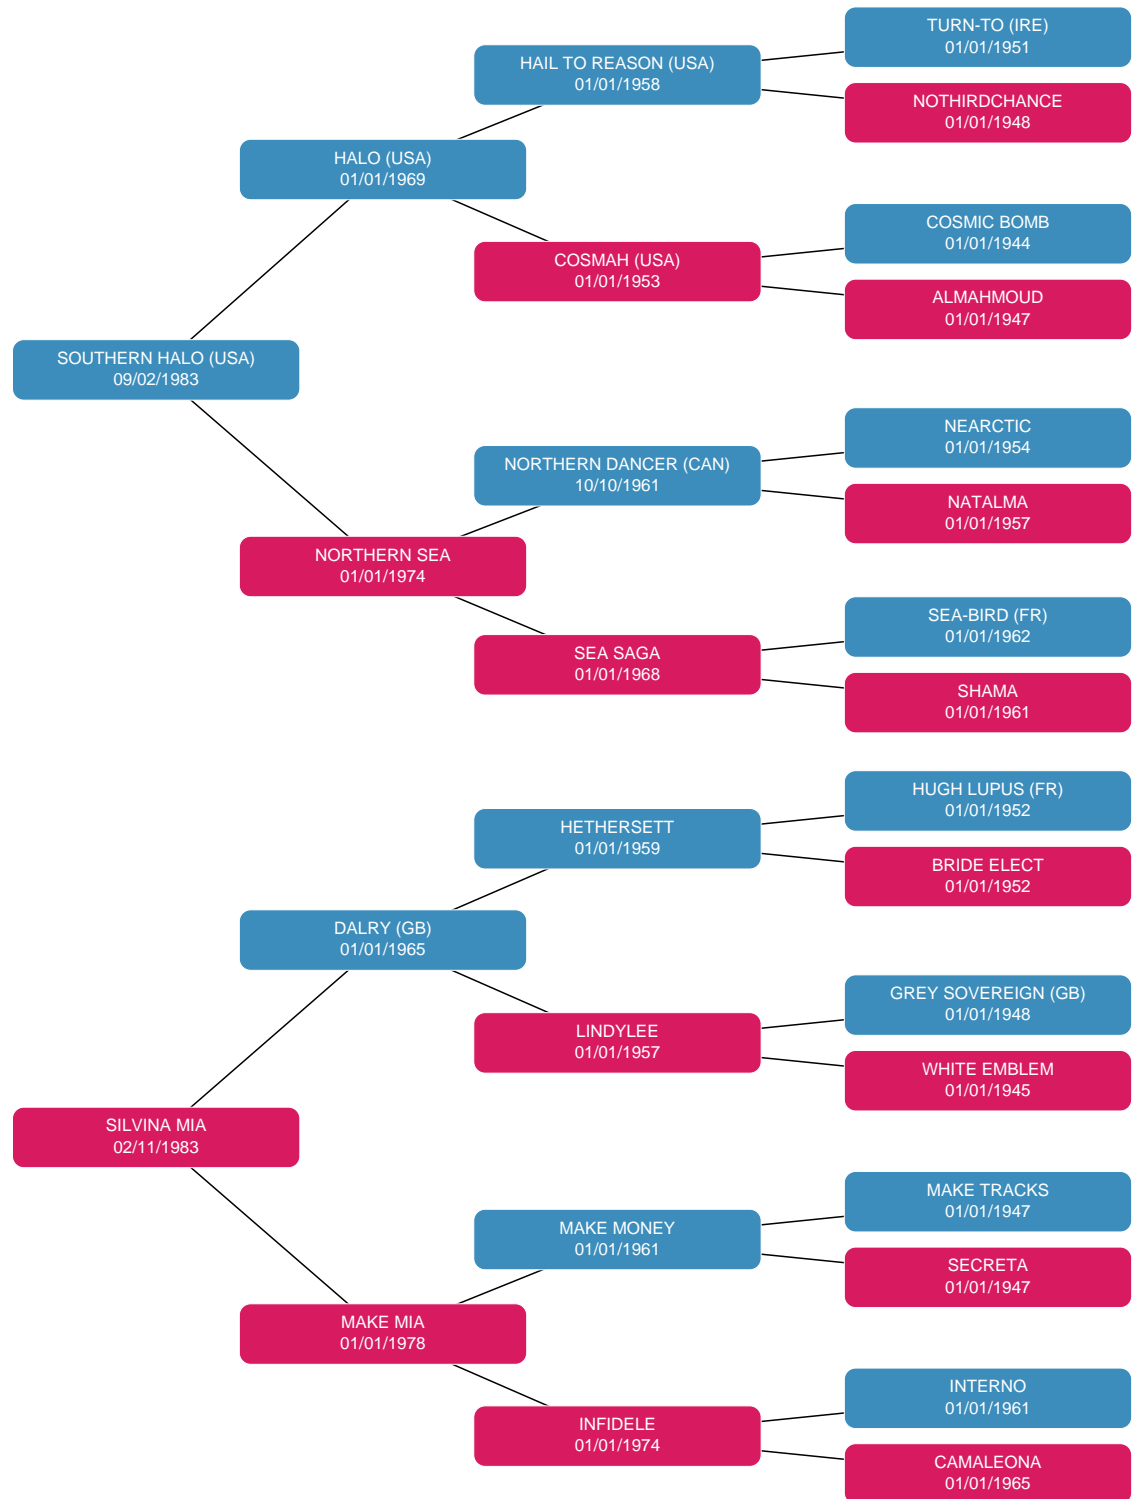 TURN-TO (IRE)
01/01/1951
HAIL TO REASON (USA)
01/01/1958
NOTHIRDCHANCE
01/01/1948
HALO (USA)
01/01/1969
COSMIC BOMB
01/01/1944
COSMAH (USA)
01/01/1953
ALMAHMOUD
01/01/1947
SOUTHERN HALO (USA)
09/02/1983
NEARCTIC
01/01/1954
NORTHERN DANCER (CAN)
10/10/1961
NATALMA
01/01/1957
NORTHERN SEA
01/01/1974
SEA-BIRD (FR)
01/01/1962
SEA SAGA
01/01/1968
SHAMA
01/01/1961
HUGH LUPUS (FR)
01/01/1952
HETHERSETT
01/01/1959
BRIDE ELECT
01/01/1952
DALRY (GB)
01/01/1965
GREY SOVEREIGN (GB)
01/01/1948
LINDYLEE
01/01/1957
WHITE EMBLEM
01/01/1945
SILVINA MIA
02/11/1983
MAKE TRACKS
01/01/1947
MAKE MONEY
01/01/1961
SECRETA
01/01/1947
MAKE MIA
01/01/1978
INTERNO
01/01/1961
INFIDELE
01/01/1974
CAMALEONA
01/01/1965